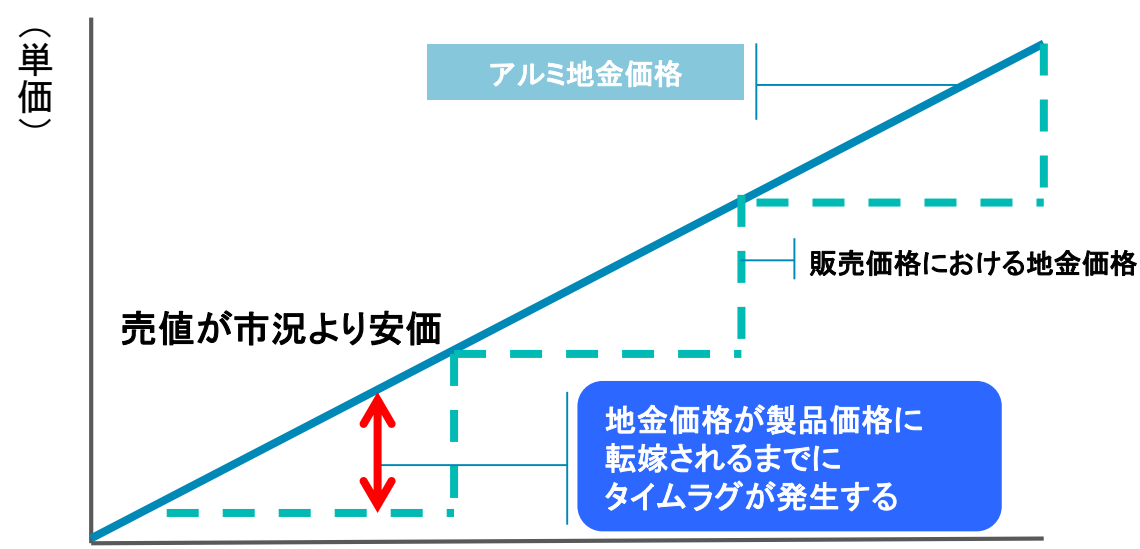 （単価）
アルミ地金価格
販売価格における地金価格
売値が市況より安価
地金価格が製品価格に
転嫁されるまでに
タイムラグが発生する